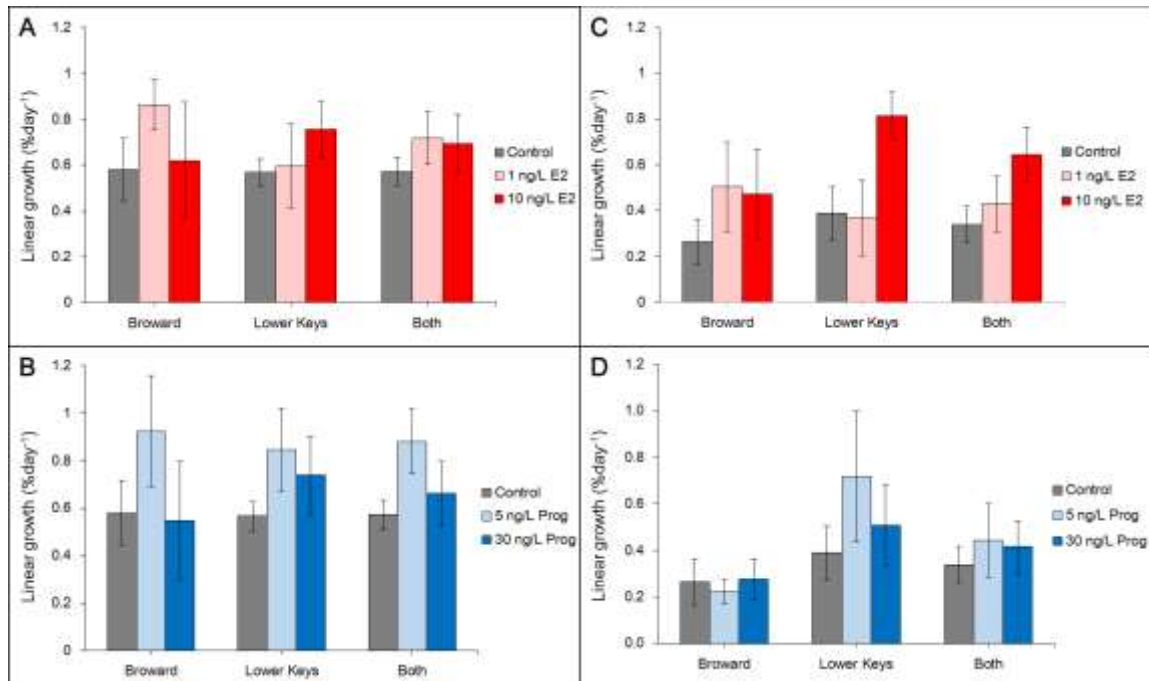 A
Linear growth (%day⁻¹)
1.2
1
0.8
0.6
0.4
0.2
0
Broward
Lower Keys
Both
Control
1 ng/L E2
10 ng/L E2
C
Linear growth (%day⁻¹)
1.2
1
0.8
0.6
0.4
0.2
0
Broward
Lower Keys
Both
Control
1 ng/L E2
10 ng/L E2
B
Linear growth (%day⁻¹)
1.2
1
0.8
0.6
0.4
0.2
0
Broward
Lower Keys
Both
Control
5 ng/L Prog
30 ng/L Prog
D
Linear growth (%day⁻¹)
1.2
1.0
0.8
0.6
0.4
0.2
0.0
Broward
Lower Keys
Both
Control
5 ng/L Prog
30 ng/L Prog